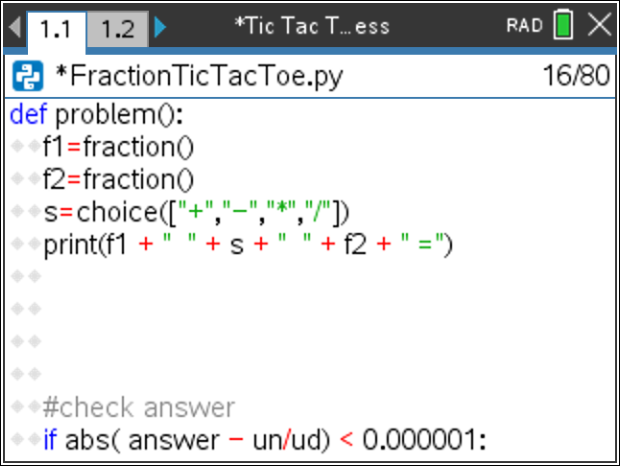 1.1 1.2 *Tic Tac T...ess RAD
*FractionTicTacToe.py 16/80
def problem():
f1=fraction()
f2=fraction()
s=choice(["+","−","*","/"])
print(f1 + "  " + s + "  " + f2 + " =")
#check answer
if abs( answer − un/ud) < 0.000001: